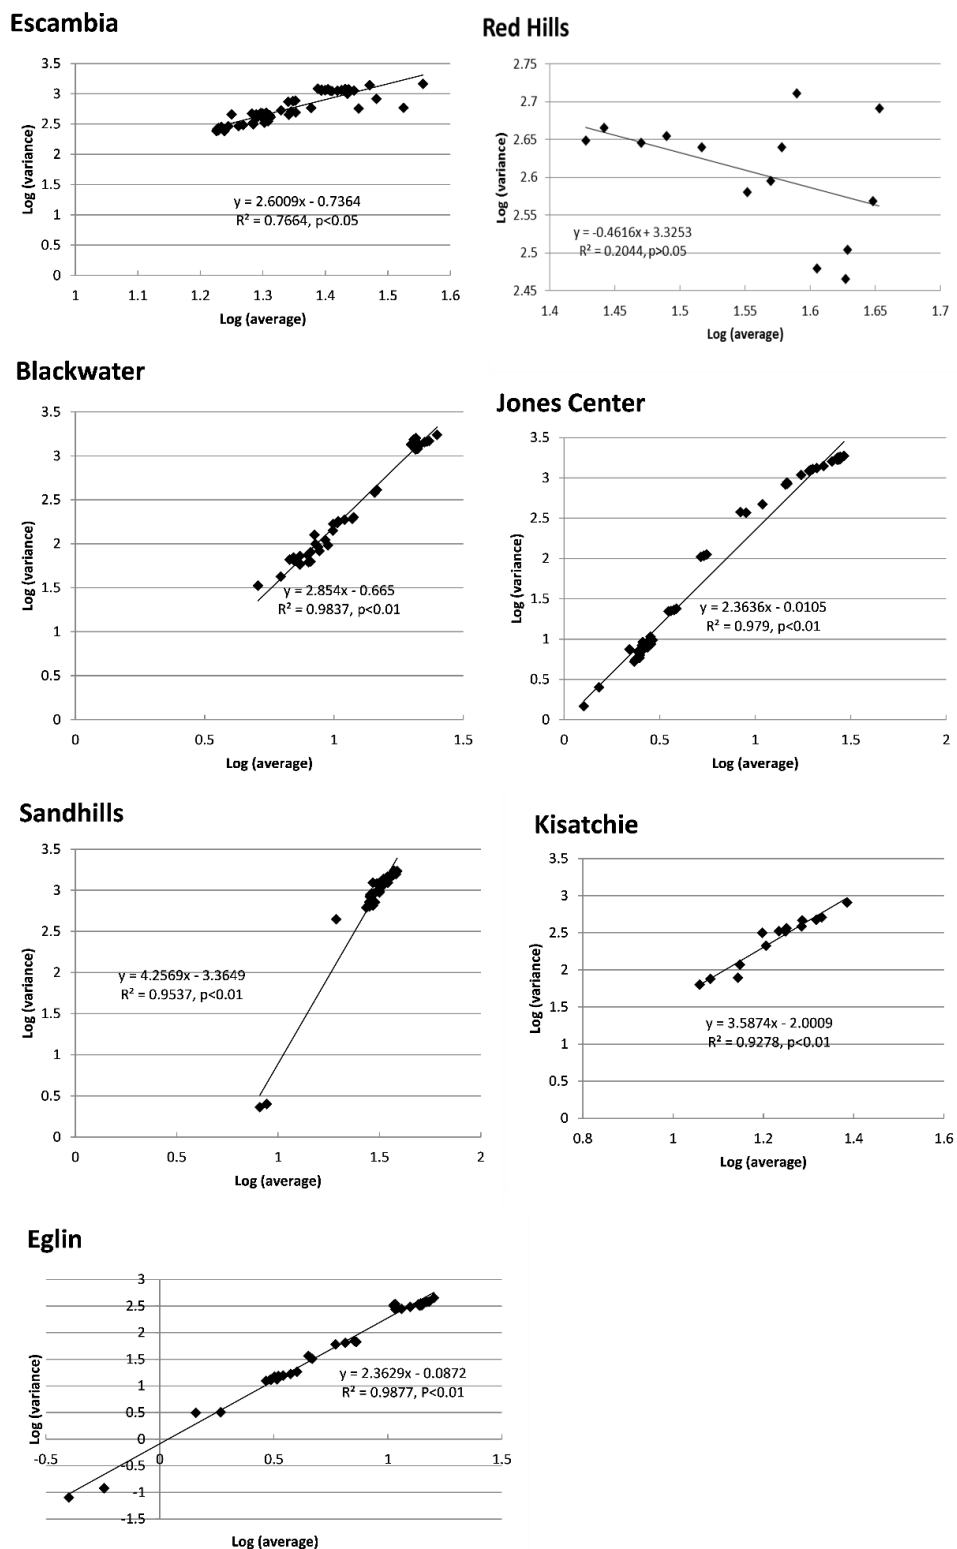 Escambia
3.5
3
2.5
2
1.5
1
0.5
0
Log (variance)
y = 2.6009x - 0.7364
R² = 0.7664, p<0.05
1 1.1 1.2 1.3 1.4 1.5 1.6
Log (average)
Red Hills
2.75
2.7
2.65
2.6
2.55
2.5
2.45
Log (variance)
y = -0.4616x + 3.3253
R² = 0.2044, p>0.05
1.4 1.45 1.5 1.55 1.6 1.65 1.7
Log (average)
Blackwater
3.5
3
2.5
2
1.5
1
0.5
0
Log (variance)
y = 2.854x - 0.665
R² = 0.9837, p<0.01
0 0.5 1 1.5
Log (average)
Jones Center
3.5
3
2.5
2
1.5
1
0.5
0
Log (variance)
y = 2.3636x - 0.0105
R² = 0.979, p<0.01
0 0.5 1 1.5 2
Log (average)
Sandhills
3.5
3
2.5
2
1.5
1
0.5
0
Log (variance)
y = 4.2569x - 3.3649
R² = 0.9537, p<0.01
0 0.5 1 1.5 2
Log (average)
Kisatchie
3.5
3
2.5
2
1.5
1
0.5
0
Log (variance)
y = 3.5874x - 2.0009
R² = 0.9278, p<0.01
0.8 1 1.2 1.4 1.6
Log (average)
Eglin
3
2.5
2
1.5
1
0.5
0
-0.5
-1
-1.5
Log (variance)
y = 2.3629x - 0.0872
R² = 0.9877, P<0.01
-0.5 0 0.5 1 1.5
Log (average)